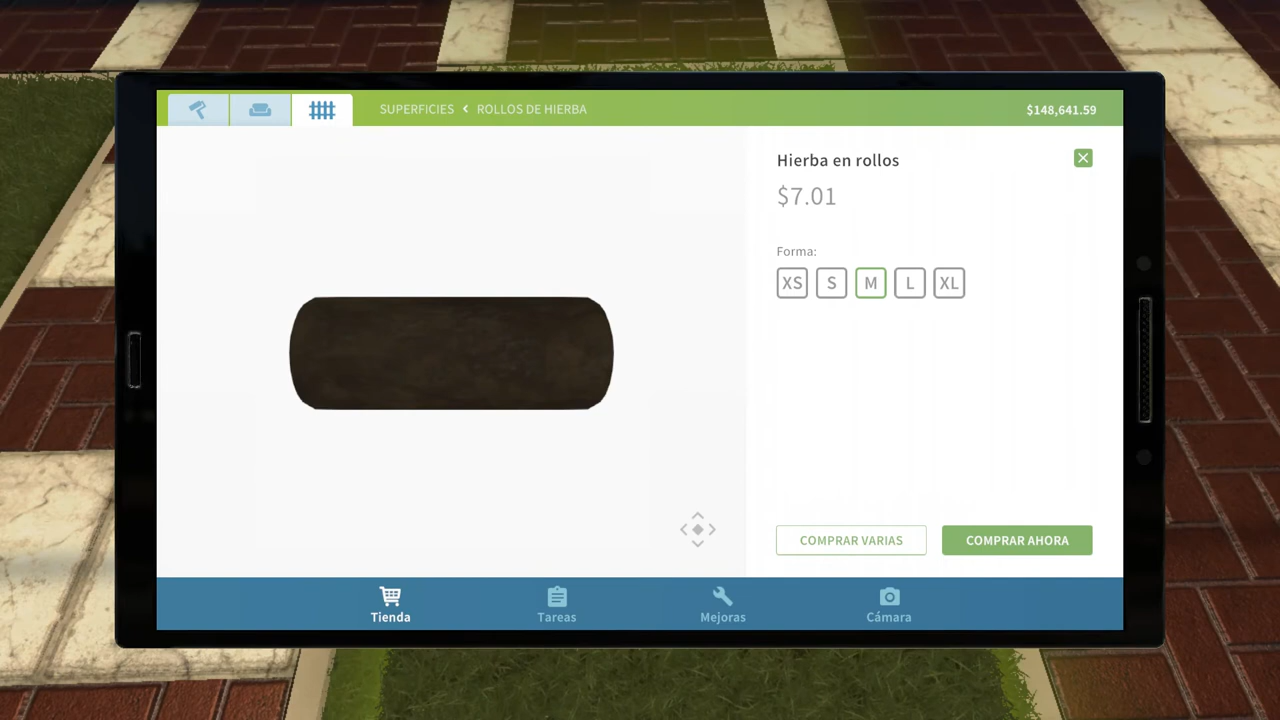 SUPERFICIES < ROLLOS DE HIERBA
$148,641.59
Hierba en rollos
$7.01
Forma:
XS S M L XL
COMPRAR VARIAS
COMPRAR AHORA
Tienda
Tareas
Mejoras
Cámara